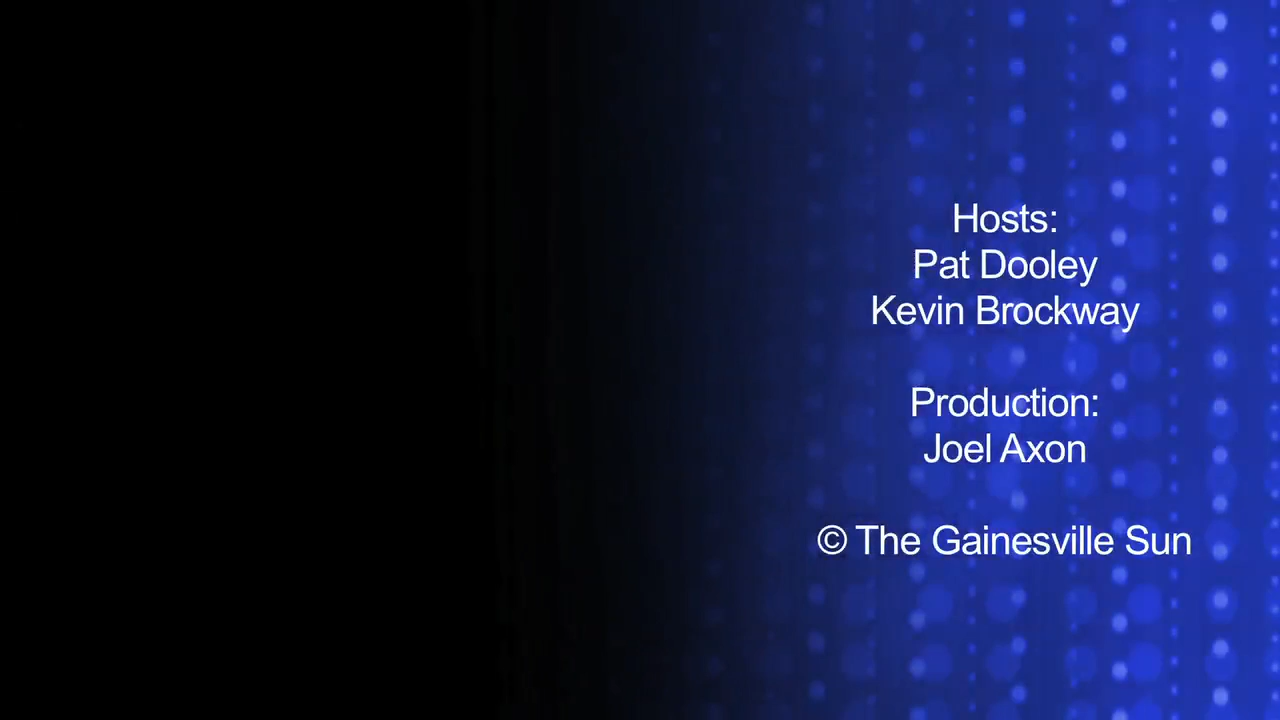 Hosts:
Pat Dooley
Kevin Brockway
Production:
Joel Axon
© The Gainesville Sun